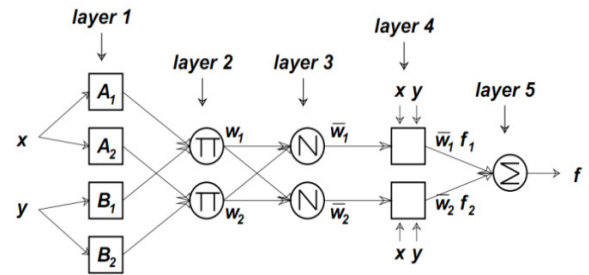 layer 1
layer 4
layer 2
layer 3
layer 5
x y
A₁
x
A₂
w₁
w̅₁
∏
N
w̅₁ f₁
Σ
f
y
B₁
∏
N
w₂
w̅₂
w̅₂ f₂
B₂
x y